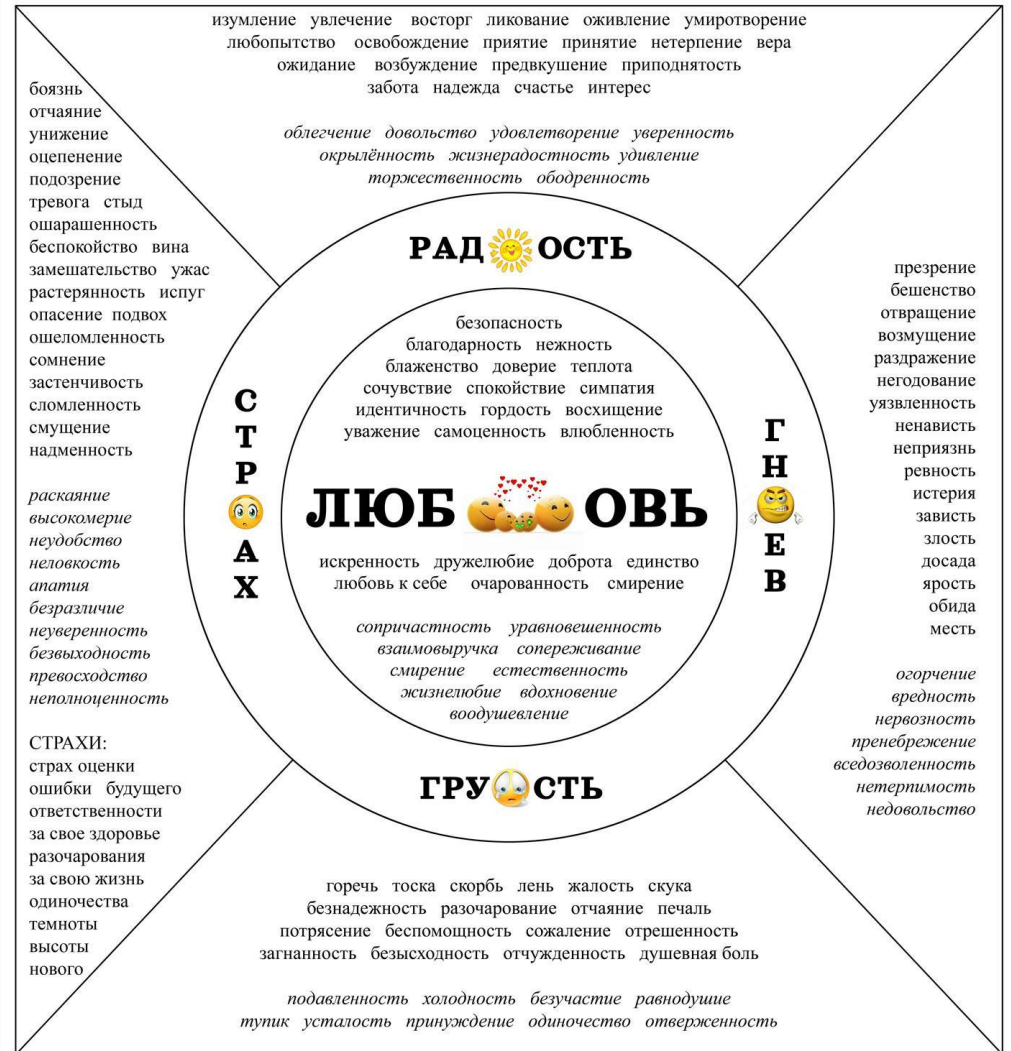 изумление увлечение восторг ликование оживление умиротворение
любопытство освобождение приятие принятие нетерпение вера
ожидание возбуждение предвкушение приподнятость
забота надежда счастье интерес
облегчение довольство удовлетворение уверенность
окрылённость жизнерадостность удивление
торжественность ободренность
РАД ОСТЬ
боязнь
отчаяние
унижение
оцепенение
подозрение
тревога стыд
ошарашенность
беспокойство вина
замешательство ужас
растерянность испуг
опасение подвох
ошеломленность
сомнение
застенчивость
сломленность
смущение
надменность
раскаяние
высокомерие
неудобство
неловкость
апатия
безразличие
неуверенность
безвыходность
превосходство
неполноценность
СТРАХИ:
страх оценки
ошибки будущего
ответственности
за свое здоровье
разочарования
за свою жизнь
одиночества
темноты
высоты
нового
С
Т
Р
А
Х
безопасность
благодарность нежность
блаженство доверие теплота
сочувствие спокойствие симпатия
идентичность гордость восхищение
уважение самоценность влюбленность
ЛЮБ ОВЬ
искренность дружелюбие доброта единство
любовь к себе очарованность смирение
сопричастность уравновешенность
взаимовыручка сопереживание
смирение естественность
жизнелюбие вдохновение
воодушевление
Г
Н
Е
В
презрение
бешенство
отвращение
возмущение
раздражение
негодование
уязвленность
ненависть
неприязнь
ревность
истерия
зависть
злость
досада
ярость
обида
месть
огорчение
вредность
нервозность
пренебрежение
вседозволенность
нетерпимость
недовольство
ГРУ СТЬ
горечь тоска скорбь лень жалость скука
безнадежность разочарование отчаяние печаль
потрясение беспомощность сожаление отрешенность
загнанность безысходность отчужденность душевная боль
подавленность холодность безучастие равнодушие
тупик усталость принуждение одиночество отверженность